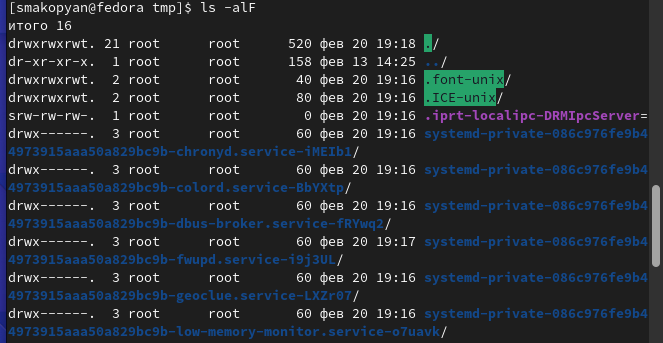 [smakopyan@fedora tmp]$ ls -alF
итого 16
drwxrwxrwt. 21 root      root      520 фев 20 19:18 ./
dr-xr-xr-x.  1 root      root      158 фев 13 14:25 ../
drwxrwxrwt.  2 root      root       40 фев 20 19:16 .font-unix/
drwxrwxrwt.  2 root      root       80 фев 20 19:16 .ICE-unix/
srw-rw-rw-.  1 root      root        0 фев 20 19:16 .iprt-localipc-DRMIpcServer=
drwx------.  3 root      root       60 фев 20 19:16 systemd-private-086c976fe9b4
4973915aaa50a829bc9b-chronyd.service-iMEIb1/
drwx------.  3 root      root       60 фев 20 19:16 systemd-private-086c976fe9b4
4973915aaa50a829bc9b-colord.service-BbYXtp/
drwx------.  3 root      root       60 фев 20 19:16 systemd-private-086c976fe9b4
4973915aaa50a829bc9b-dbus-broker.service-fRYwq2/
drwx------.  3 root      root       60 фев 20 19:17 systemd-private-086c976fe9b4
4973915aaa50a829bc9b-fwupd.service-i9j3UL/
drwx------.  3 root      root       60 фев 20 19:16 systemd-private-086c976fe9b4
4973915aaa50a829bc9b-geoclue.service-LXZr07/
drwx------.  3 root      root       60 фев 20 19:16 systemd-private-086c976fe9b4
4973915aaa50a829bc9b-low-memory-monitor.service-o7uavk/